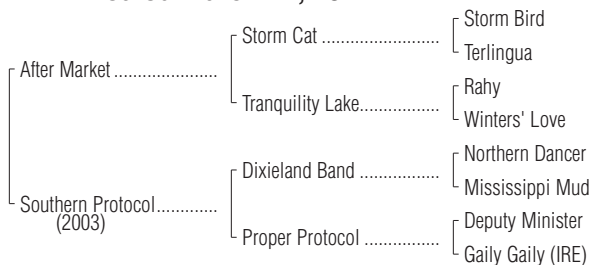 Storm Bird
Storm Cat ........................
Terlingua
After Market .....................
Rahy
Tranquility Lake................
Winters' Love
Northern Dancer
Dixieland Band ................
Mississippi Mud
Southern Protocol............
(2003)
Deputy Minister
Proper Protocol ...............
Gaily Gaily (IRE)